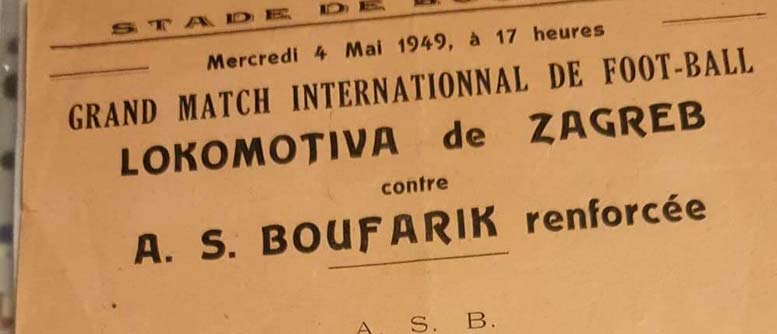 STADE DE
Mercredi 4 Mai 1949, à 17 heures
GRAND MATCH INTERNATIONNAL DE FOOT-BALL
LOKOMOTIVA de ZAGREB
contre
A. S. BOUFARIK renforcée
A. S. B.